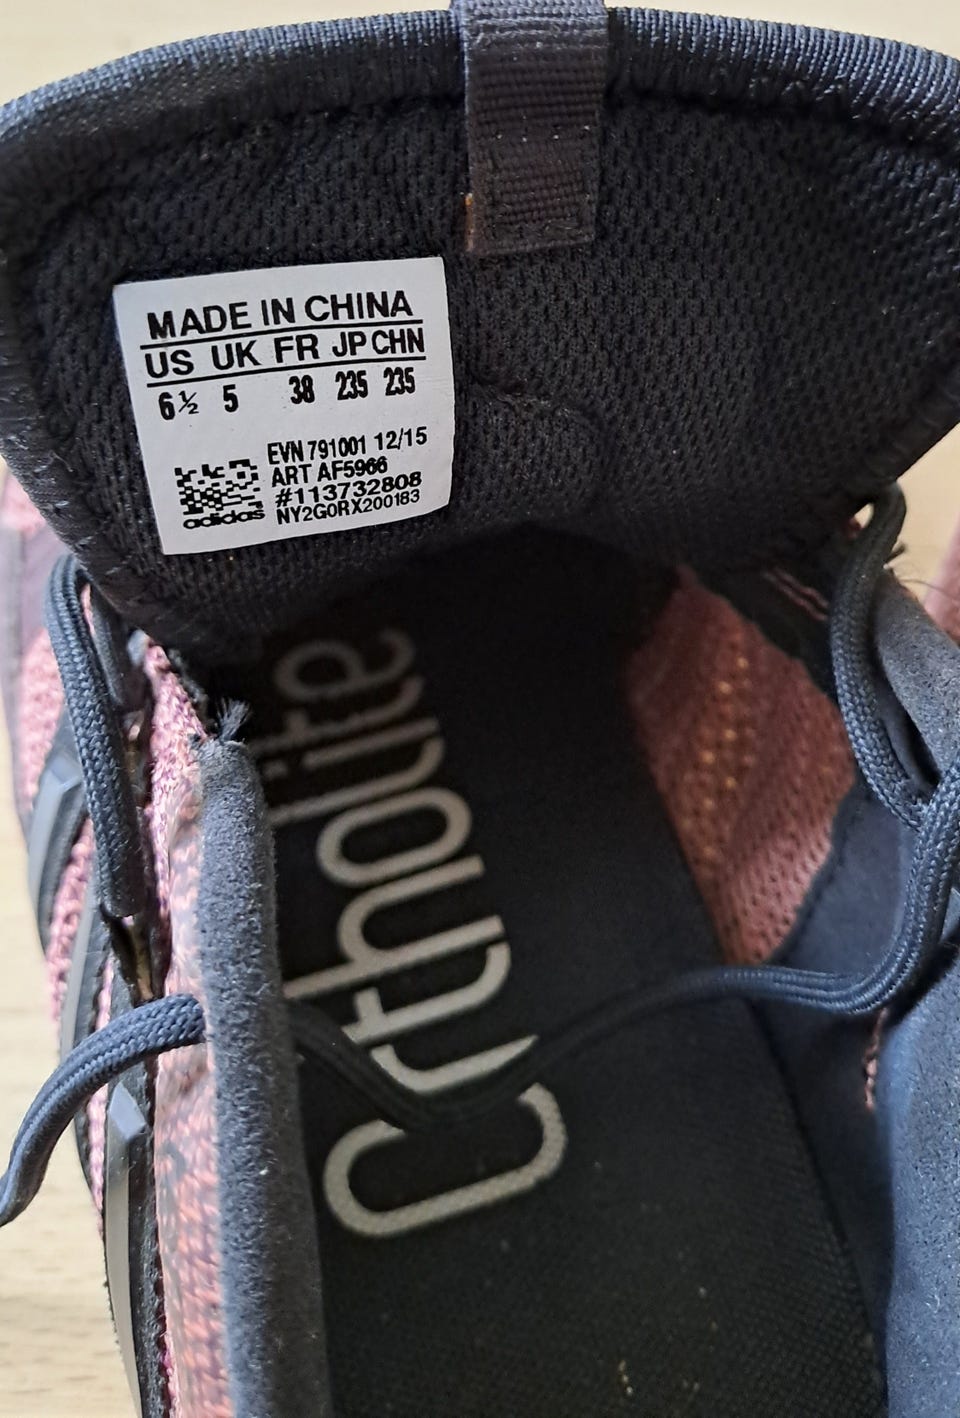 MADE IN CHINA
US UK FR JP CHN
6½ 5 38 235 235
EVN 791001 12/15
ART AF5966
#113732808
NY2G0RX200183
adidas
Ortholite